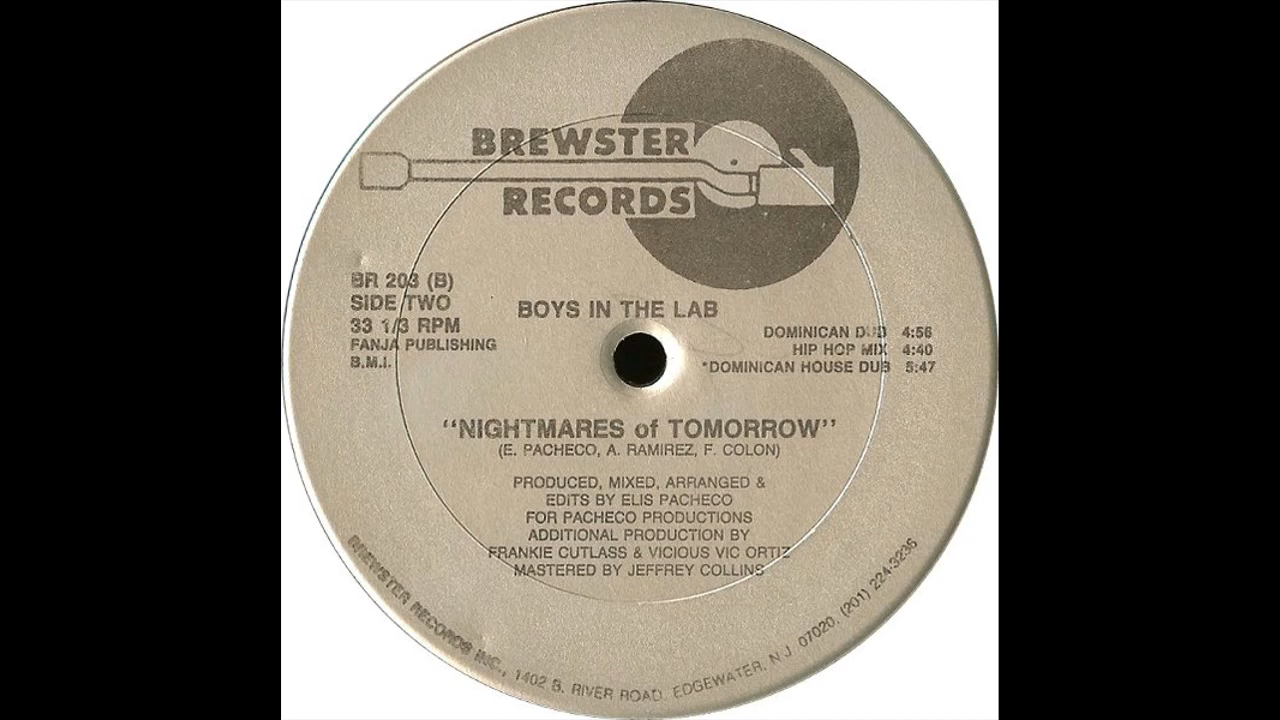 BREWSTER
RECORDS
BR 203 (B)
SIDE TWO
33 1/3 RPM
FANJA PUBLISHING
B.M.I.
BOYS IN THE LAB
DOMINICAN DUB 4:56
HIP HOP MIX 4:40
*DOMINICAN HOUSE DUB 5:47
"NIGHTMARES of TOMORROW"
(E. PACHECO, A. RAMIREZ, F. COLON)
PRODUCED, MIXED, ARRANGED &
EDITS BY ELIS PACHECO
FOR PACHECO PRODUCTIONS
ADDITIONAL PRODUCTION BY
FRANKIE CUTLASS & VICIOUS VIC ORTIZ
MASTERED BY JEFFREY COLLINS
BREWSTER RECORDS INC., 1402 B. RIVER ROAD, EDGEWATER, N.J. 07020, (201) 224-3236